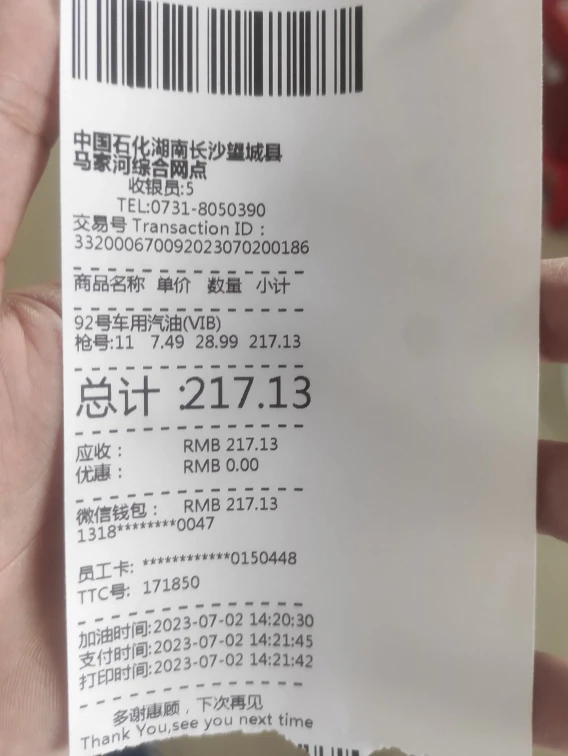 中国石化湖南长沙望城县
马家河综合网点
收银员:5
TEL:0731-8050390
交易号 Transaction ID：
332000670092023070200186
商品名称 单价 数量 小计
92号车用汽油(VIB)
枪号:11 7.49 28.99 217.13
总计:217.13
应收： RMB 217.13
优惠： RMB 0.00
微信钱包： RMB 217.13
1318********0047
员工卡: ************0150448
TTC号: 171850
加油时间:2023-07-02 14:20:30
支付时间:2023-07-02 14:21:45
打印时间:2023-07-02 14:21:42
多谢惠顾，下次再见
Thank You,see you next time